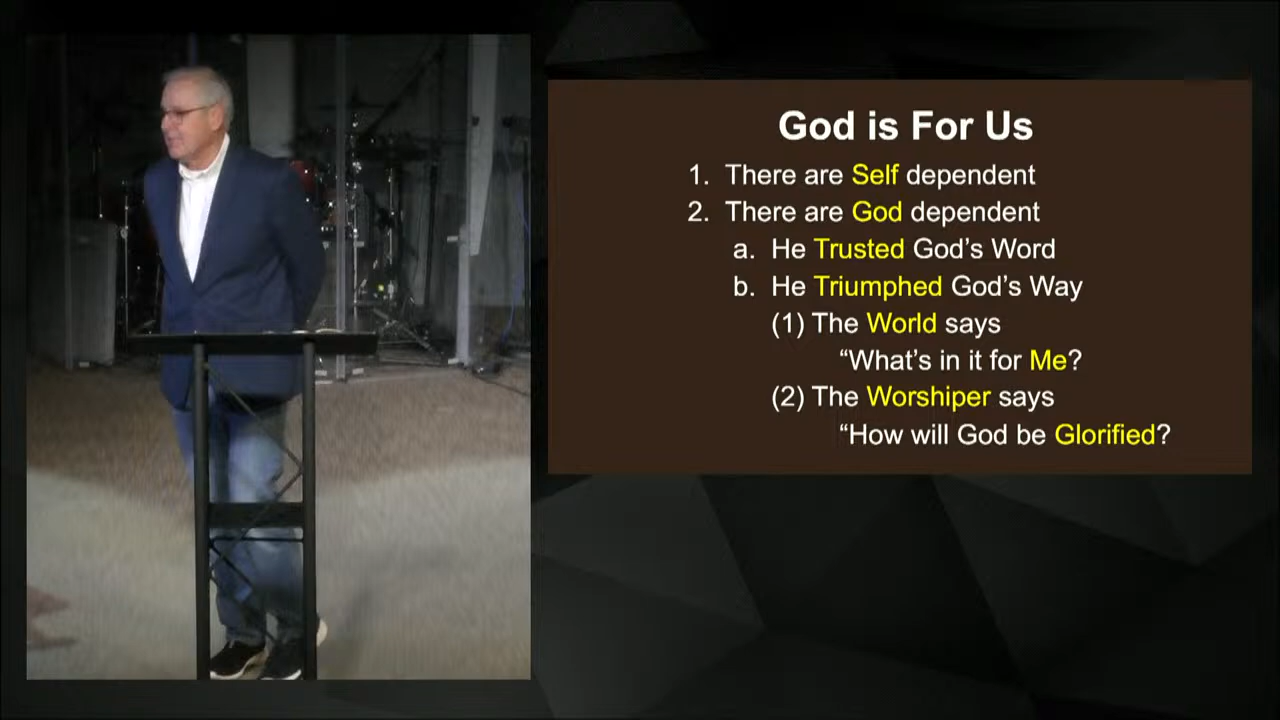 God is For Us
1. There are Self dependent
2. There are God dependent
a. He Trusted God’s Word
b. He Triumphed God’s Way
(1) The World says
“What’s in it for Me?
(2) The Worshiper says
“How will God be Glorified?